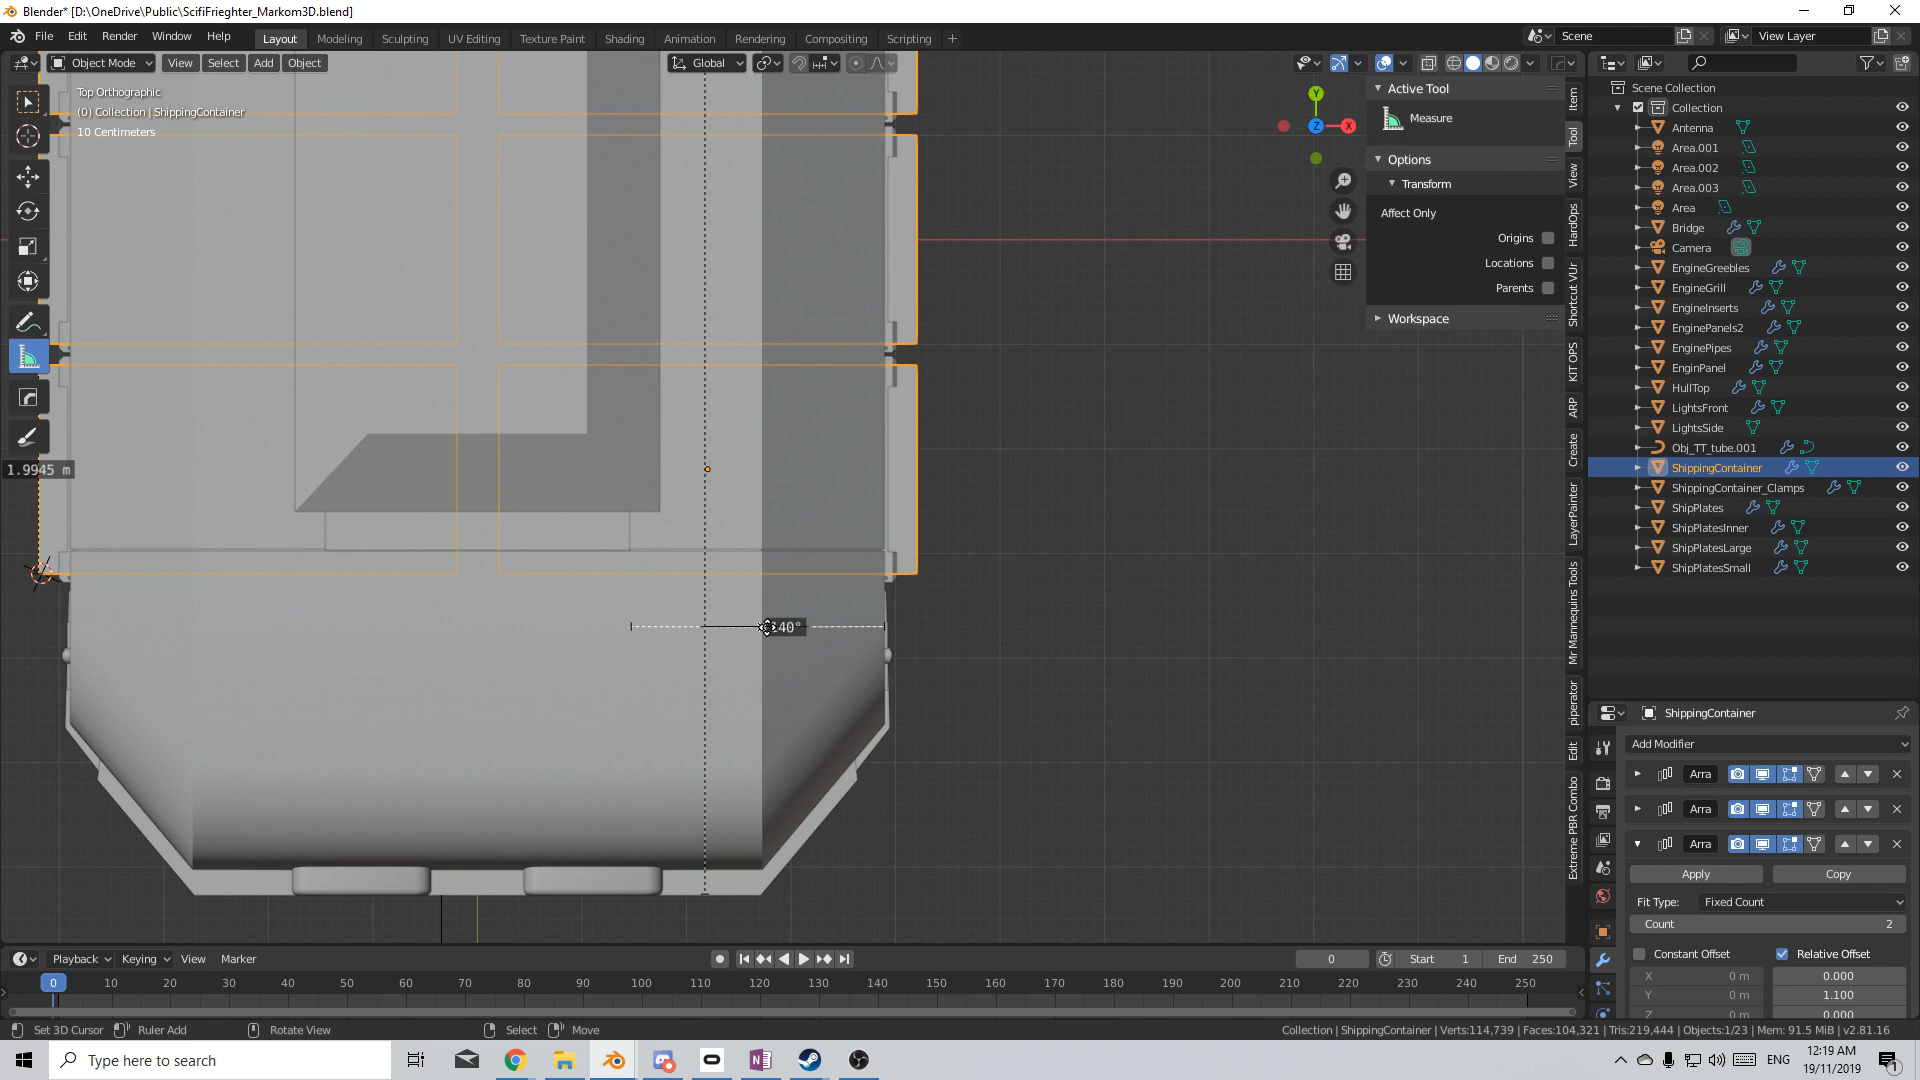 Blender* [D:\OneDrive\Public\ScifiFrieghter_Markom3D.blend]
File Edit Render Window Help Layout Modeling Sculpting UV Editing Texture Paint Shading Animation Rendering Compositing Scripting Scene View Layer
Object Mode View Select Add Object Global
Top Orthographic
(0) Collection | ShippingContainer
10 Centimeters
1.9945 m
40°
Y
Z
X
Active Tool
Measure
Options
Transform
Affect Only
Origins
Locations
Parents
Workspace
Item
Tool
View
HardOps
Shortcut VUr
KIT OPS
ARP
Create
LayerPainter
Mr Mannequins Tools
piperator
Edit
Extreme PBR Combo
Scene Collection
Collection
Antenna
Area.001
Area.002
Area.003
Area
Bridge
Camera
EngineGreebles
EngineGrill
EngineInserts
EnginePanels2
EnginePipes
EnginPanel
HullTop
LightsFront
LightsSide
Obj_TT_tube.001
ShippingContainer
ShippingContainer_Clamps
ShipPlates
ShipPlatesInner
ShipPlatesLarge
ShipPlatesSmall
ShippingContainer
Add Modifier
Arra
Arra
Arra
Apply Copy
Fit Type: Fixed Count
Count 2
Constant Offset Relative Offset
X 0 m 0.000
Y 0 m 1.100
Z 0 m 0.000
Playback Keying View Marker 0 Start 1 End 250
0 10 20 30 40 50 60 70 80 90 100 110 120 130 140 150 160 170 180 190 200 210 220 230 240 250
Set 3D Cursor Ruler Add Rotate View Select Move Collection | ShippingContainer | Verts:114,739 | Faces:104,321 | Tris:219,444 | Objects:1/23 | Mem: 91.5 MiB | v2.81.16
Type here to search ENG 12:19 AM
19/11/2019
1